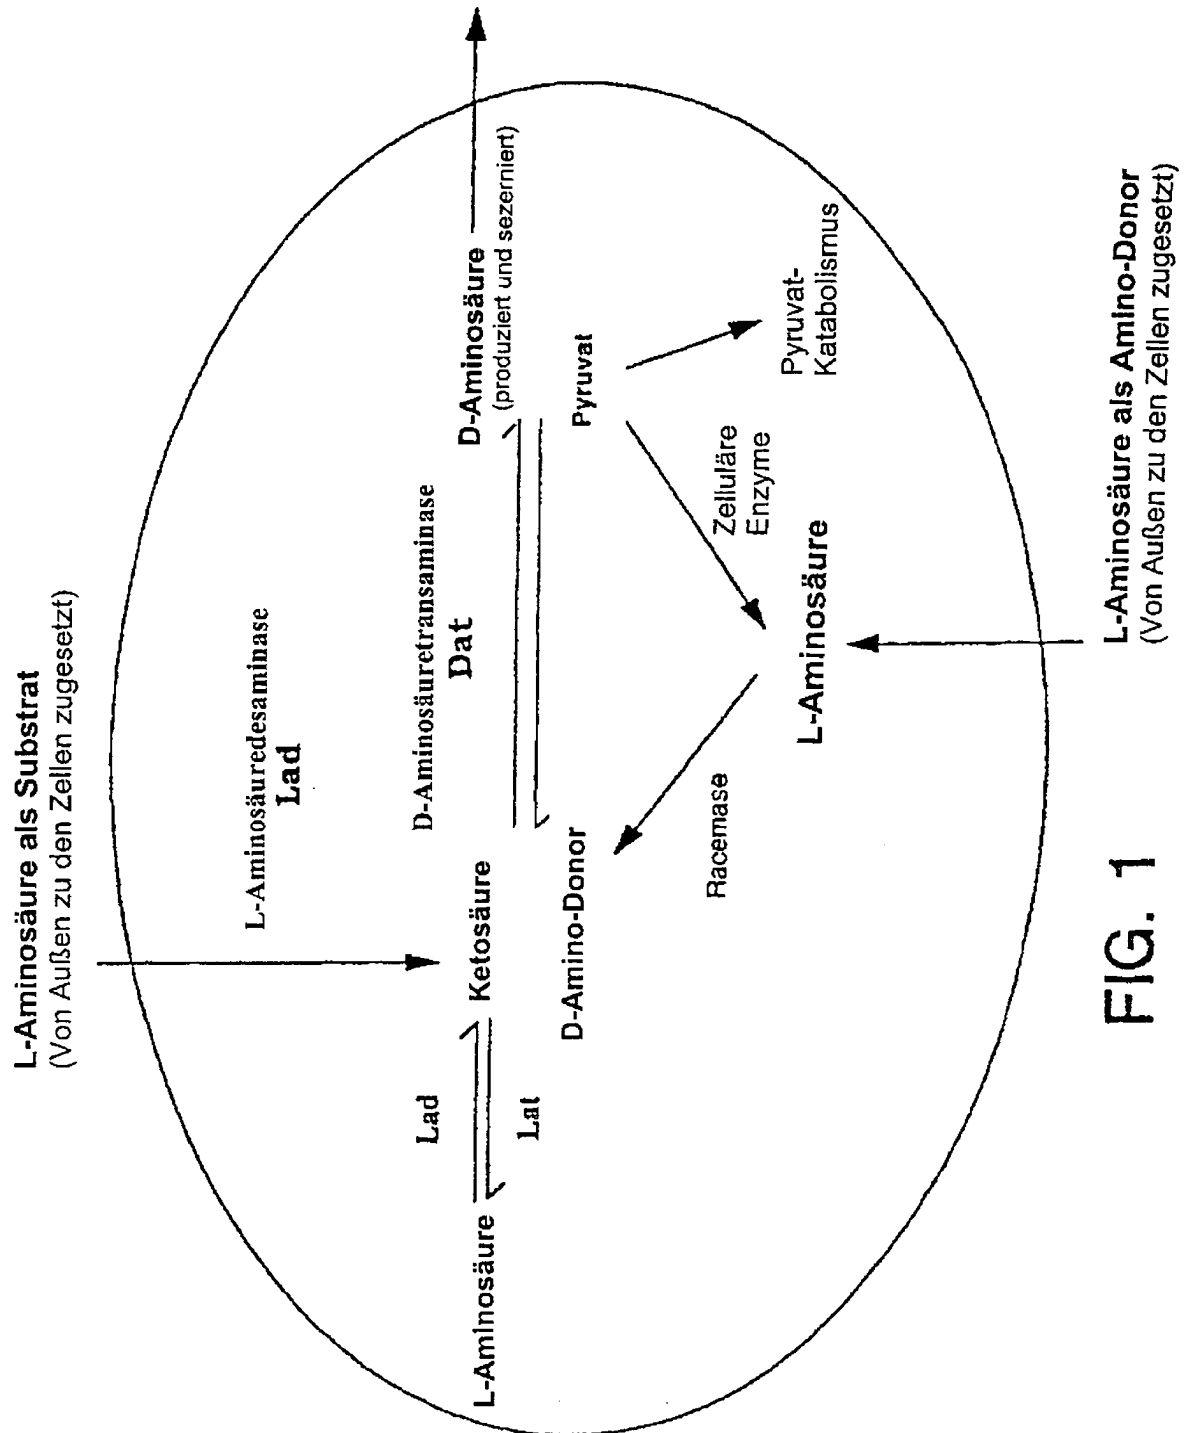 L-Aminosäure als Substrat
(Von Außen zu den Zellen zugesetzt)
L-Aminosäuredesaminase
Lad
D-Aminosäuretransaminase
Dat
Lad
L-Aminosäure
Ketosäure
D-Aminosäure
(produziert und sezerniert)
Lat
D-Amino-Donor
Pyruvat
Racemase
Zelluläre
Enzyme
Pyruvat-
Katabolismus
L-Aminosäure
L-Aminosäure als Amino-Donor
(Von Außen zu den Zellen zugesetzt)
FIG. 1